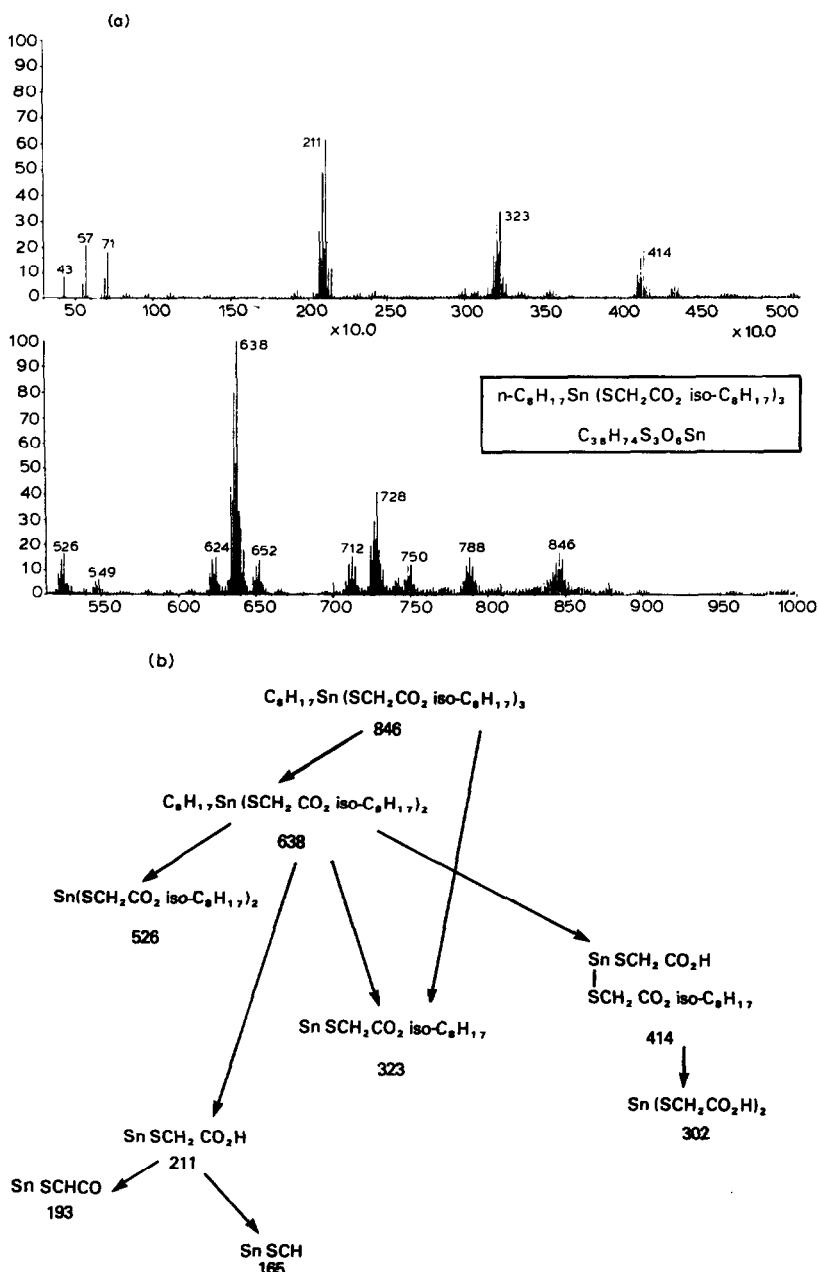 (a)
100
90
80
70
60
50
40
30
20
10
0
43
57
71
211
323
414
50 100 150 200 250 300 350 400 450 500
x10.0 x10.0
100
90
80
70
60
50
40
30
20
10
0
638
n-C₈H₁₇Sn (SCH₂CO₂ iso-C₈H₁₇)₃
C₃₈H₇₄S₃O₆Sn
526
549
624
652
712
728
750
788
846
550 600 650 700 750 800 850 900 950 1000
(b)
C₈H₁₇Sn (SCH₂CO₂ iso-C₈H₁₇)₃
846
C₈H₁₇Sn (SCH₂ CO₂ iso-C₈H₁₇)₂
638
Sn(SCH₂CO₂ iso-C₈H₁₇)₂
526
Sn SCH₂ CO₂H
SCH₂ CO₂ iso-C₈H₁₇
414
Sn SCH₂CO₂ iso-C₈H₁₇
323
Sn (SCH₂CO₂H)₂
302
Sn SCH₂ CO₂H
211
Sn SCHCO
193
Sn SCH
165